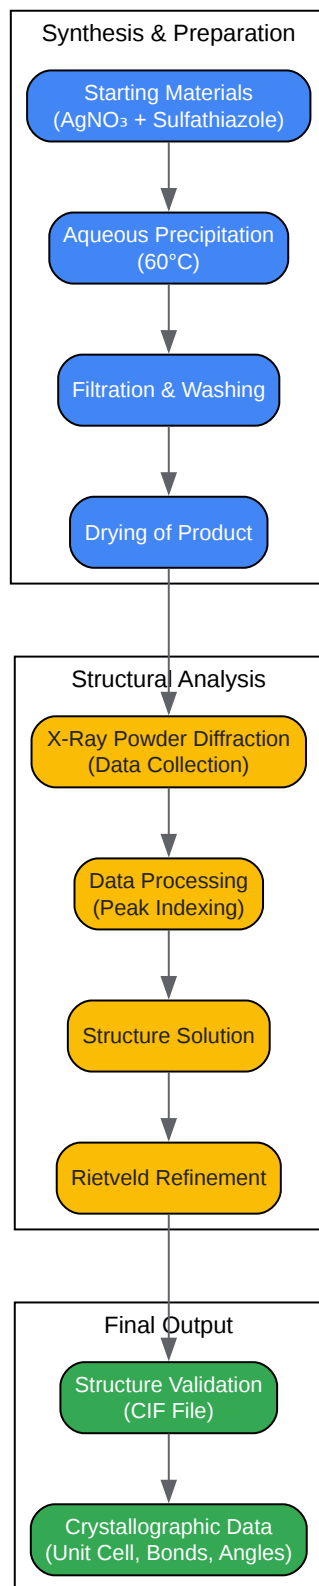 Synthesis & Preparation
Starting Materials
(AgNO₃ + Sulfathiazole)
Aqueous Precipitation
(60°C)
Filtration & Washing
Drying of Product
Structural Analysis
X-Ray Powder Diffraction
(Data Collection)
Data Processing
(Peak Indexing)
Structure Solution
Rietveld Refinement
Final Output
Structure Validation
(CIF File)
Crystallographic Data
(Unit Cell, Bonds, Angles)